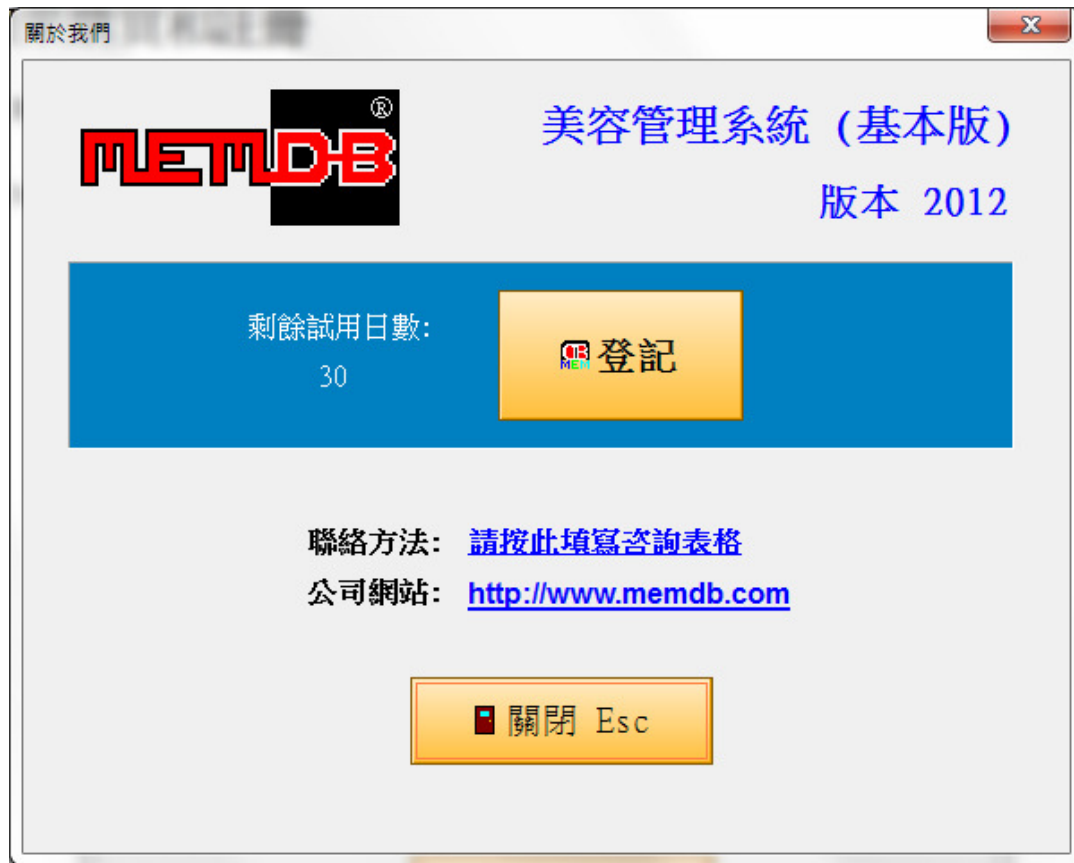 關於我們
MEMDB®
美容管理系統 (基本版)
版本 2012
剩餘試用日數:
30
登記
聯絡方法: 請按此填寫咨詢表格
公司網站: http://www.memdb.com
關閉 Esc